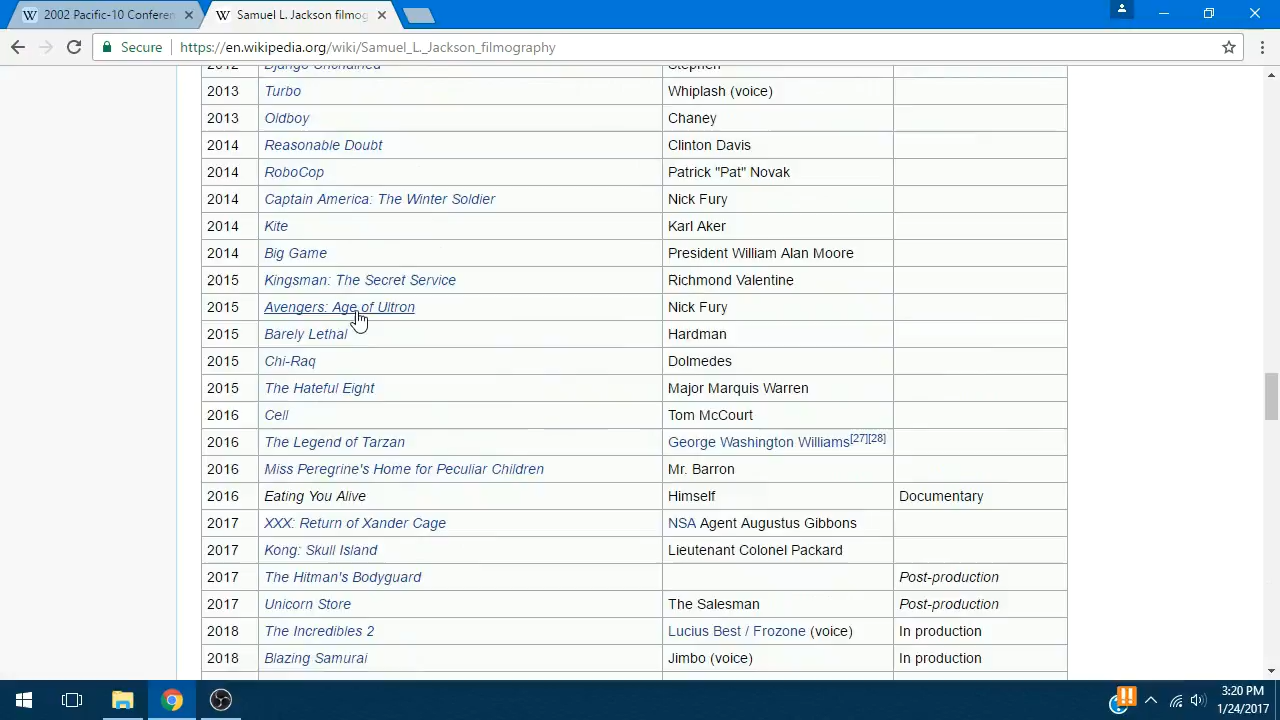 2002 Pacific-10 Conferen
Samuel L. Jackson filmog
Secure https://en.wikipedia.org/wiki/Samuel_L._Jackson_filmography
2012 Django Unchained Stephen
2013 Turbo Whiplash (voice)
2013 Oldboy Chaney
2014 Reasonable Doubt Clinton Davis
2014 RoboCop Patrick "Pat" Novak
2014 Captain America: The Winter Soldier Nick Fury
2014 Kite Karl Aker
2014 Big Game President William Alan Moore
2015 Kingsman: The Secret Service Richmond Valentine
2015 Avengers: Age of Ultron Nick Fury
2015 Barely Lethal Hardman
2015 Chi-Raq Dolmedes
2015 The Hateful Eight Major Marquis Warren
2016 Cell Tom McCourt
2016 The Legend of Tarzan George Washington Williams[27][28]
2016 Miss Peregrine's Home for Peculiar Children Mr. Barron
2016 Eating You Alive Himself Documentary
2017 XXX: Return of Xander Cage NSA Agent Augustus Gibbons
2017 Kong: Skull Island Lieutenant Colonel Packard
2017 The Hitman's Bodyguard Post-production
2017 Unicorn Store The Salesman Post-production
2018 The Incredibles 2 Lucius Best / Frozone (voice) In production
2018 Blazing Samurai Jimbo (voice) In production
3:20 PM
1/24/2017